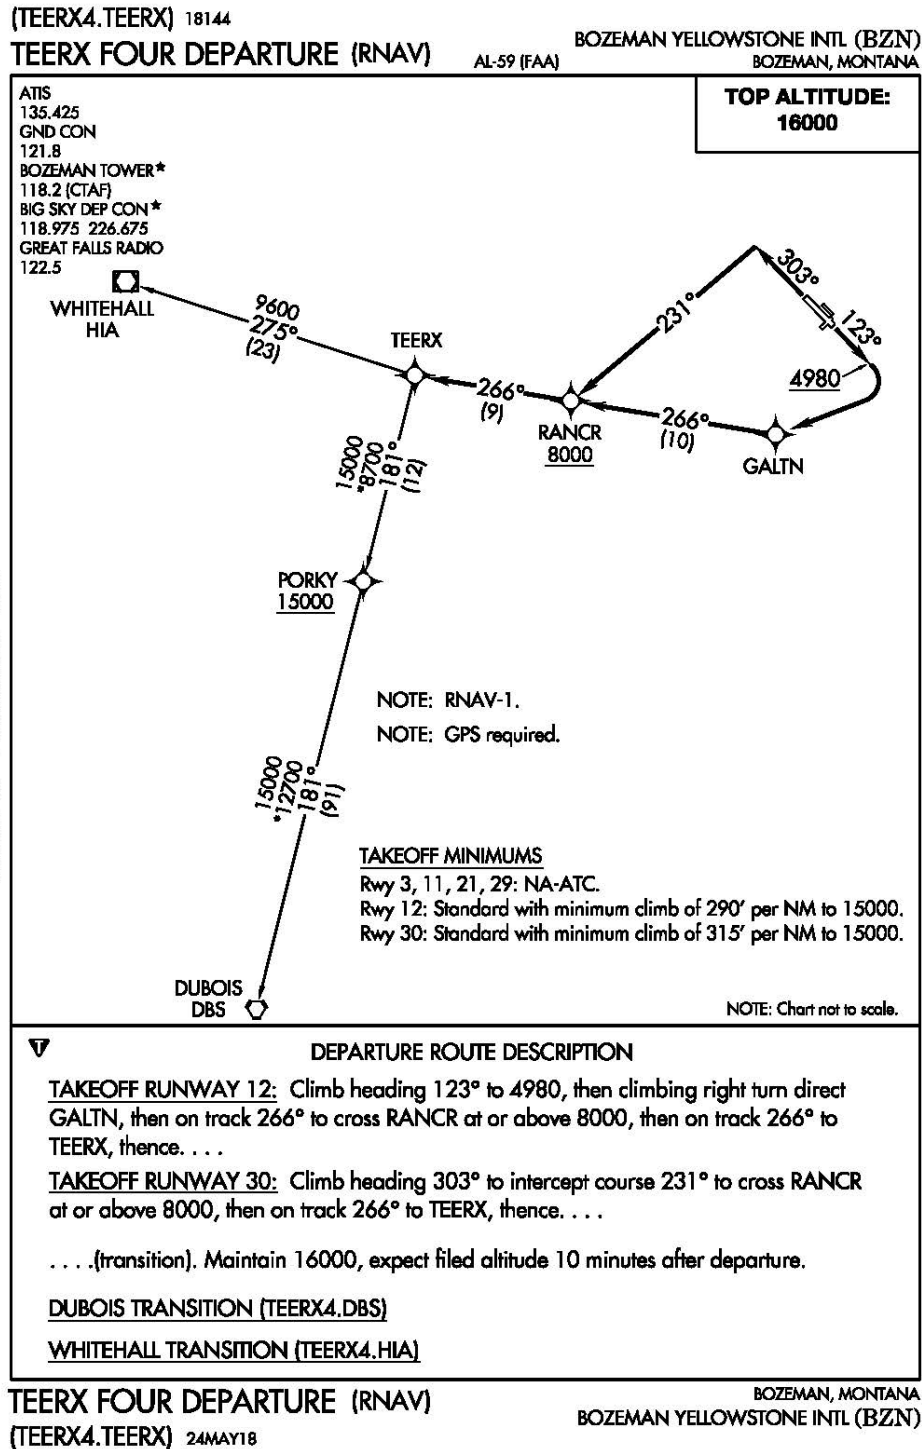 (TEERX4.TEERX) 18144
TEERX FOUR DEPARTURE (RNAV)
AL-59 (FAA)
BOZEMAN YELLOWSTONE INTL (BZN)
BOZEMAN, MONTANA
ATIS
135.425
GND CON
121.8
BOZEMAN TOWER★
118.2 (CTAF)
BIG SKY DEP CON★
118.975 226.675
GREAT FALLS RADIO
122.5
TOP ALTITUDE:
16000
WHITEHALL
HIA
9600
275°
(23)
TEERX
266°
(9)
RANCR
8000
231°
303°
123°
4980
266°
(10)
GALTN
15000
*8700
181°
(12)
PORKY
15000
NOTE: RNAV-1.
NOTE: GPS required.
15000
*12700
181°
(91)
TAKEOFF MINIMUMS
Rwy 3, 11, 21, 29: NA-ATC.
Rwy 12: Standard with minimum climb of 290' per NM to 15000.
Rwy 30: Standard with minimum climb of 315' per NM to 15000.
DUBOIS
DBS
NOTE: Chart not to scale.
T
DEPARTURE ROUTE DESCRIPTION
TAKEOFF RUNWAY 12: Climb heading 123° to 4980, then climbing right turn direct
GALTN, then on track 266° to cross RANCR at or above 8000, then on track 266° to
TEERX, thence. . . .
TAKEOFF RUNWAY 30: Climb heading 303° to intercept course 231° to cross RANCR
at or above 8000, then on track 266° to TEERX, thence. . . .
. . . .(transition). Maintain 16000, expect filed altitude 10 minutes after departure.
DUBOIS TRANSITION (TEERX4.DBS)
WHITEHALL TRANSITION (TEERX4.HIA)
TEERX FOUR DEPARTURE (RNAV)
(TEERX4.TEERX) 24MAY18
BOZEMAN, MONTANA
BOZEMAN YELLOWSTONE INTL (BZN)